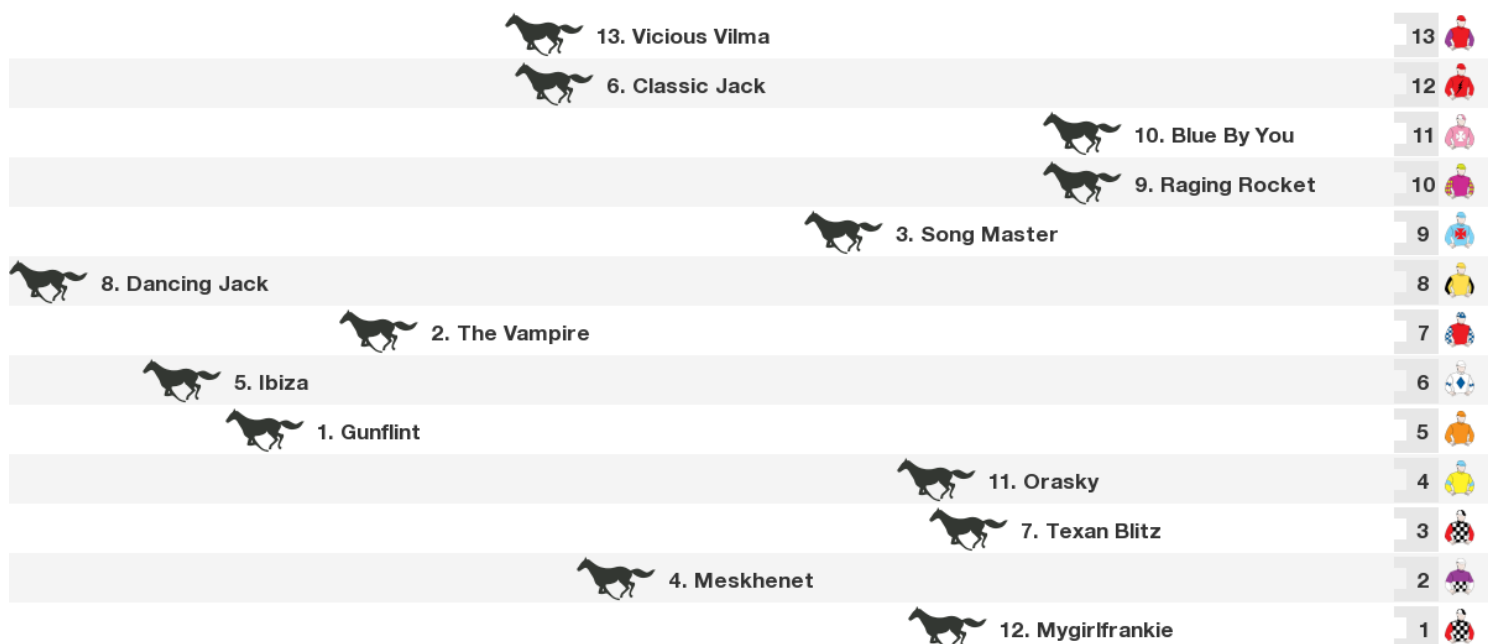 13. Vicious Vilma 13
6. Classic Jack 12
10. Blue By You 11
9. Raging Rocket 10
3. Song Master 9
8. Dancing Jack 8
2. The Vampire 7
5. Ibiza 6
1. Gunflint 5
11. Orasky 4
7. Texan Blitz 3
4. Meskhenet 2
12. Mygirlfrankie 1